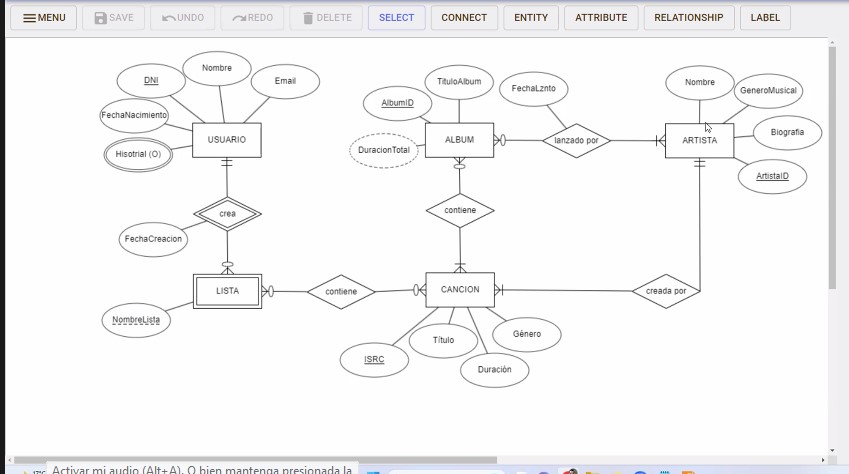 MENU SAVE UNDO REDO DELETE SELECT CONNECT ENTITY ATTRIBUTE RELATIONSHIP LABEL
DNI
Nombre
Email
FechaNacimiento
USUARIO
Hisotrial (O)
crea
FechaCreacion
LISTA
NombreLista
contiene
AlbumID
TituloAlbum
FechaLznto
DuracionTotal
ALBUM
lanzado por
contiene
CANCION
ISRC
Título
Duración
Género
creada por
Nombre
GeneroMusical
ARTISTA
Biografia
ArtistaID
Activar mi audio (Alt+A). O bien mantenga presionada la